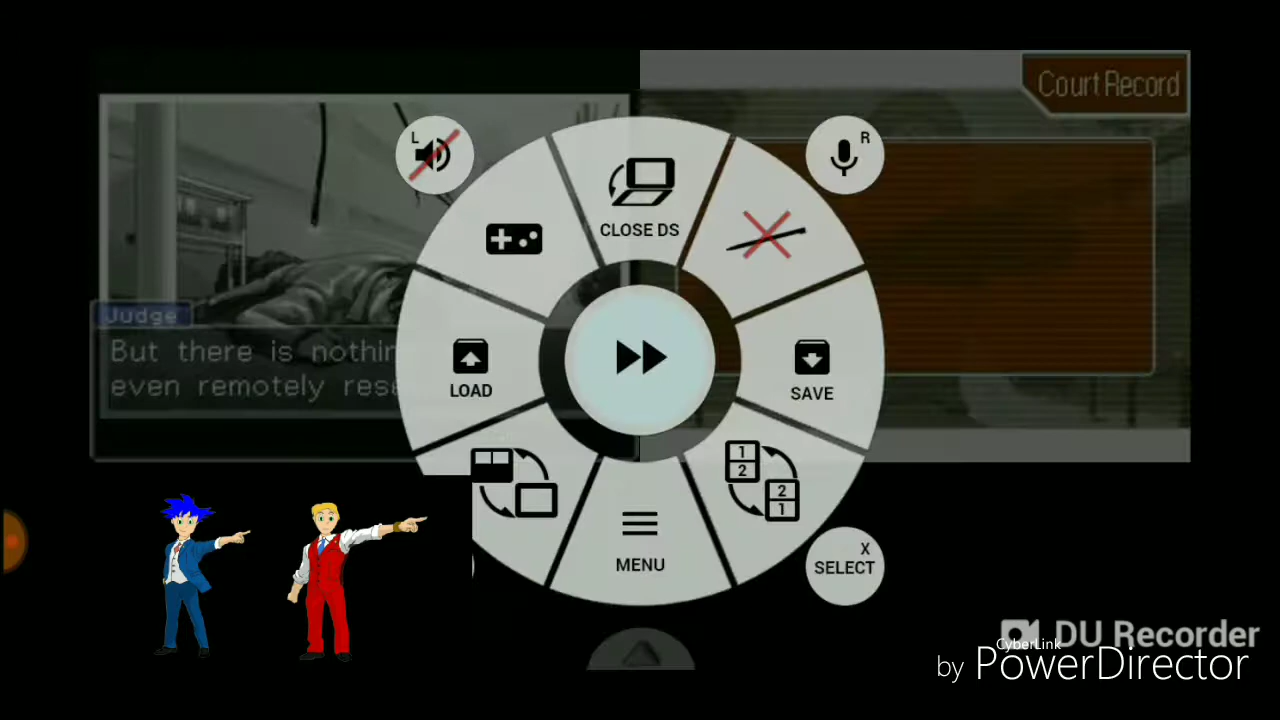 Court Record
L
R
CLOSE DS
Judge
But there is nothin
even remotely rese
LOAD
SAVE
1
2
2
1
MENU
X
SELECT
DU Recorder
CyberLink
by PowerDirector